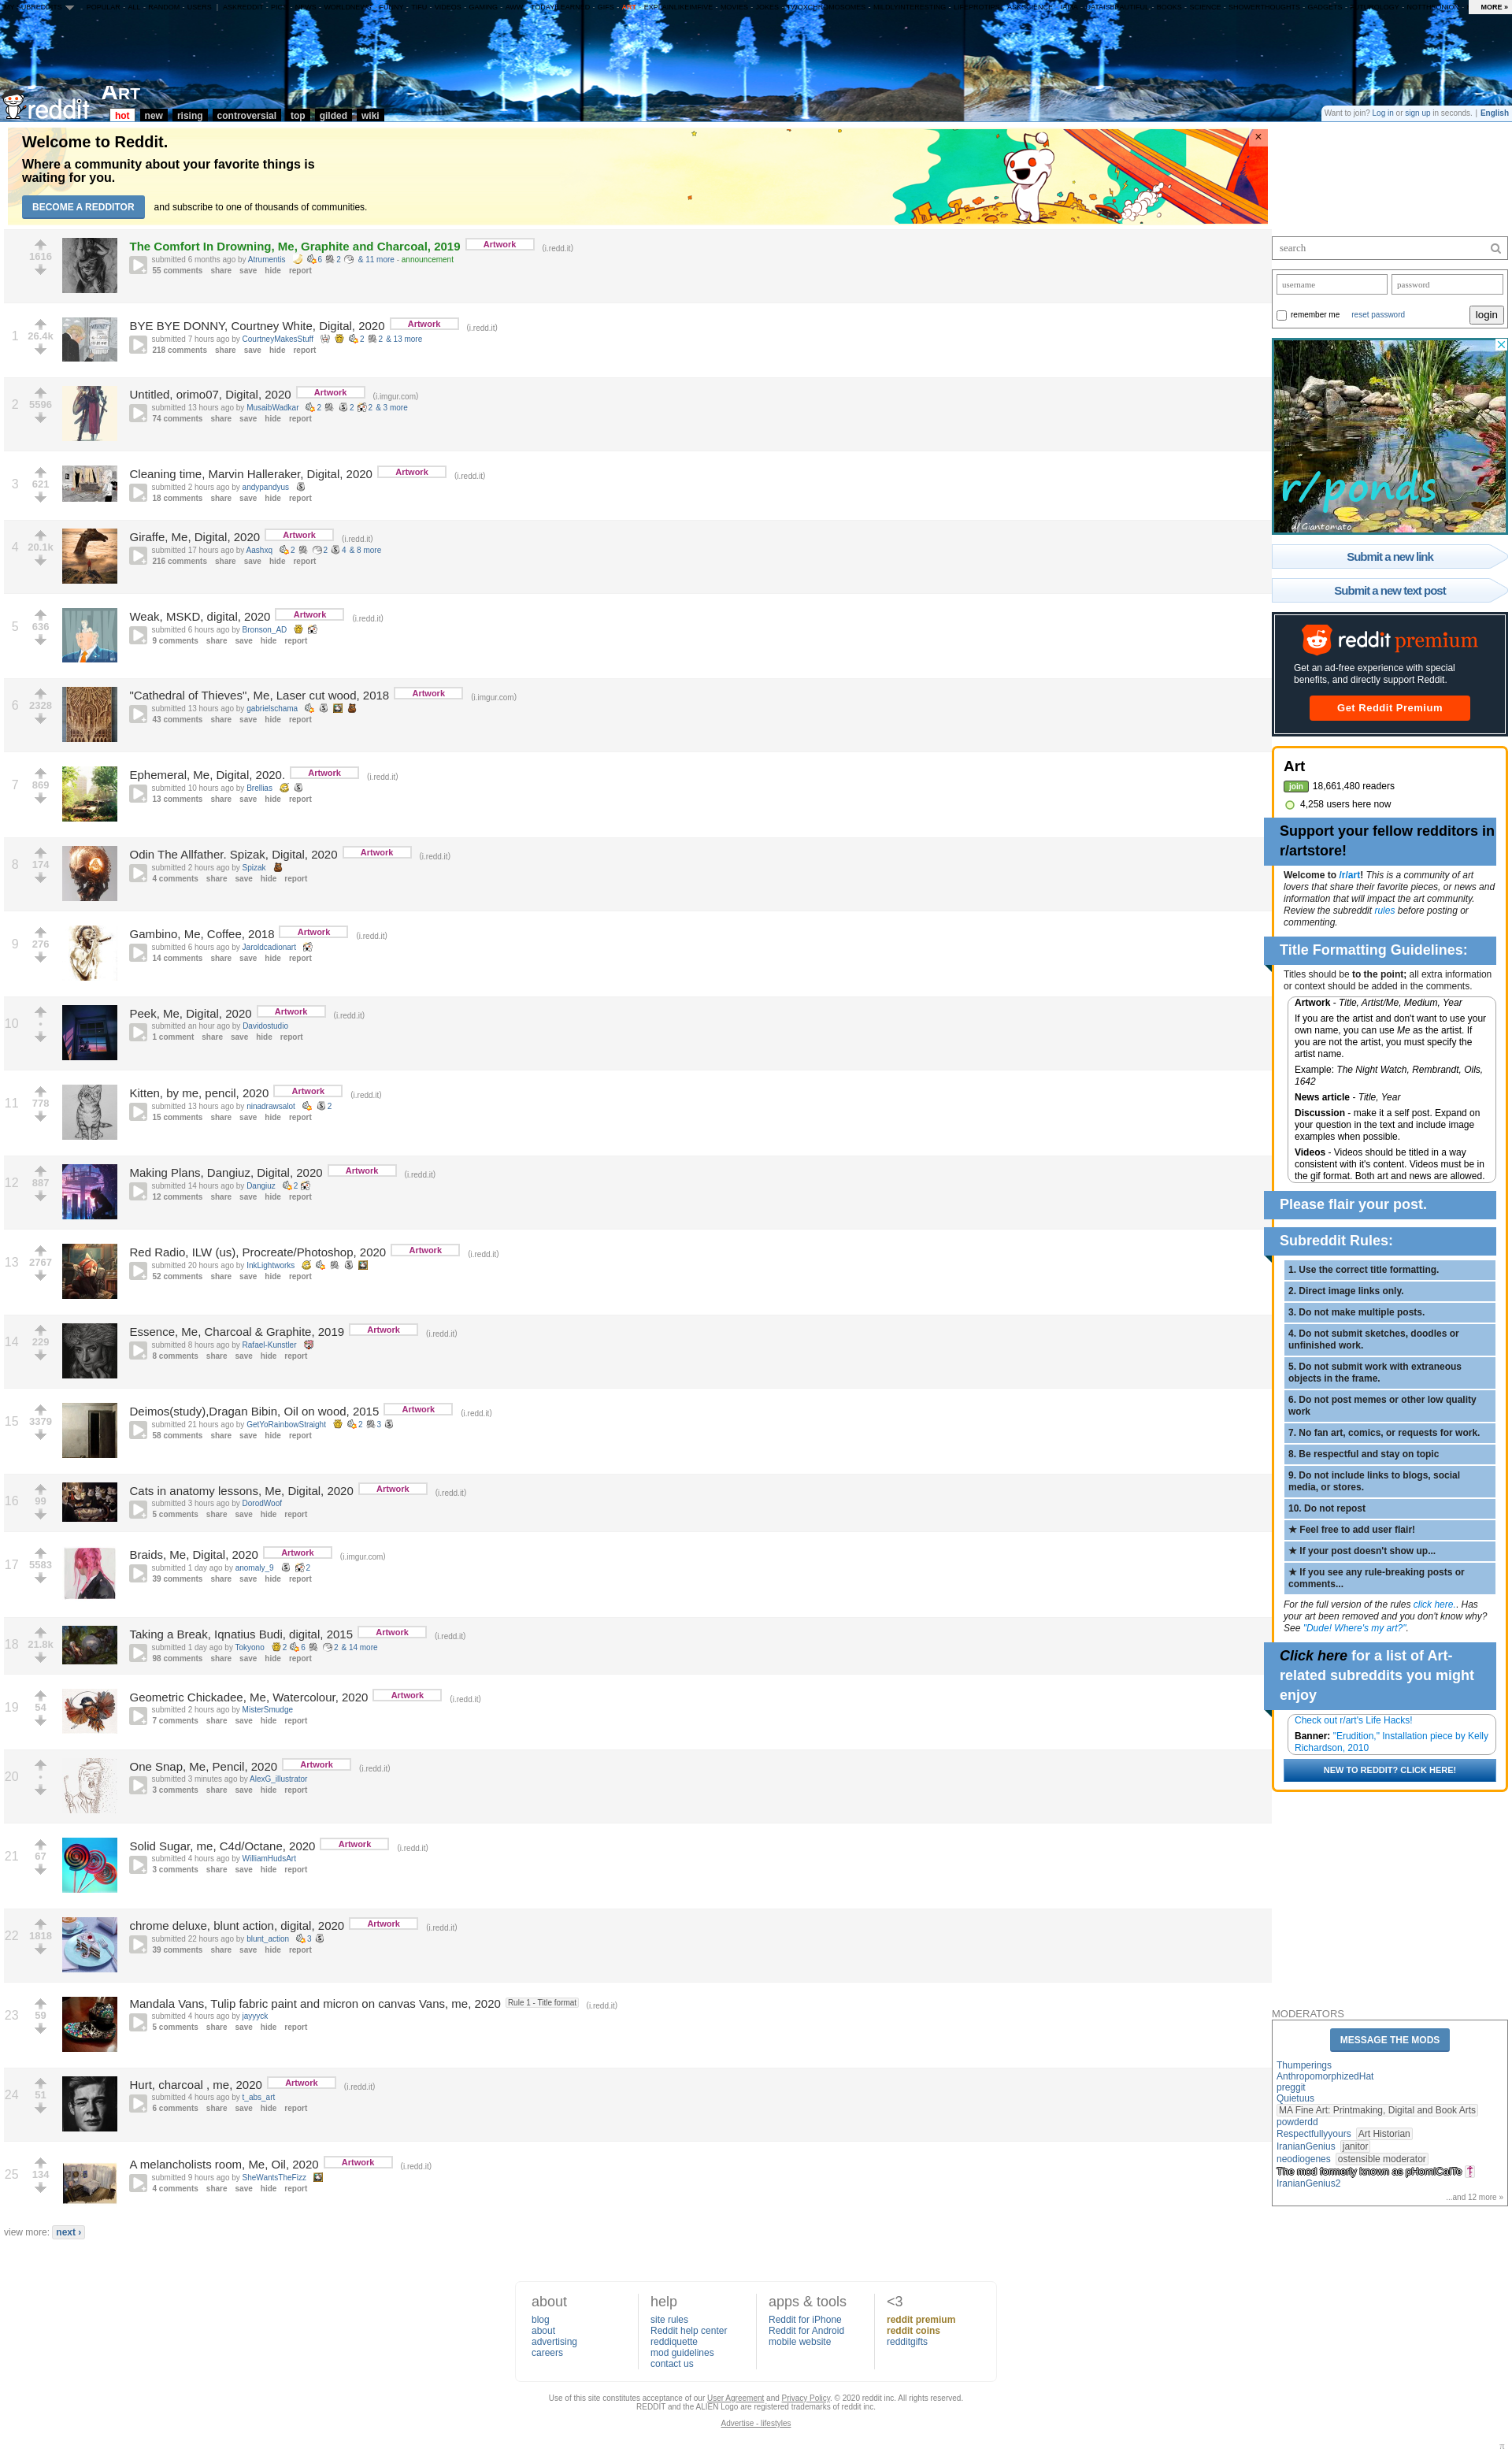 MORE »
Art
reddit
hot new rising controversial top gilded wiki
Want to join? Log in or sign up in seconds. | English
Welcome to Reddit.
Where a community about your favorite things is
waiting for you.
BECOME A REDDITOR and subscribe to one of thousands of communities.
1616 The Comfort In Drowning, Me, Graphite and Charcoal, 2019 Artwork (i.redd.it)
submitted 6 months ago by Atrumentis 6 2 & 11 more - announcement
55 comments share save hide report
1 26.4k BYE BYE DONNY, Courtney White, Digital, 2020 Artwork (i.redd.it)
submitted 7 hours ago by CourtneyMakesStuff 2 2 & 13 more
218 comments share save hide report
2 5596 Untitled, orimo07, Digital, 2020 Artwork (i.imgur.com)
submitted 13 hours ago by MusaibWadkar 2 2 2 & 3 more
74 comments share save hide report
3 621 Cleaning time, Marvin Halleraker, Digital, 2020 Artwork (i.redd.it)
submitted 2 hours ago by andypandyus
18 comments share save hide report
4 20.1k Giraffe, Me, Digital, 2020 Artwork (i.redd.it)
submitted 17 hours ago by Aashxq 2 2 4 & 8 more
216 comments share save hide report
5 636 Weak, MSKD, digital, 2020 Artwork (i.redd.it)
submitted 6 hours ago by Bronson_AD
9 comments share save hide report
6 2328 "Cathedral of Thieves", Me, Laser cut wood, 2018 Artwork (i.imgur.com)
submitted 13 hours ago by gabrielschama
43 comments share save hide report
7 869 Ephemeral, Me, Digital, 2020. Artwork (i.redd.it)
submitted 10 hours ago by Brellias
13 comments share save hide report
8 174 Odin The Allfather. Spizak, Digital, 2020 Artwork (i.redd.it)
submitted 2 hours ago by Spizak
4 comments share save hide report
9 276 Gambino, Me, Coffee, 2018 Artwork (i.redd.it)
submitted 6 hours ago by Jaroldcadionart
14 comments share save hide report
10 • Peek, Me, Digital, 2020 Artwork (i.redd.it)
submitted an hour ago by Davidostudio
1 comment share save hide report
11 778 Kitten, by me, pencil, 2020 Artwork (i.redd.it)
submitted 13 hours ago by ninadrawsalot 2
15 comments share save hide report
12 887 Making Plans, Dangiuz, Digital, 2020 Artwork (i.redd.it)
submitted 14 hours ago by Dangiuz 2
12 comments share save hide report
13 2767 Red Radio, ILW (us), Procreate/Photoshop, 2020 Artwork (i.redd.it)
submitted 20 hours ago by InkLightworks
52 comments share save hide report
14 229 Essence, Me, Charcoal & Graphite, 2019 Artwork (i.redd.it)
submitted 8 hours ago by Rafael-Kunstler
8 comments share save hide report
15 3379 Deimos(study),Dragan Bibin, Oil on wood, 2015 Artwork (i.redd.it)
submitted 21 hours ago by GetYoRainbowStraight 2 3
58 comments share save hide report
16 99 Cats in anatomy lessons, Me, Digital, 2020 Artwork (i.redd.it)
submitted 3 hours ago by DorodWoof
5 comments share save hide report
17 5583 Braids, Me, Digital, 2020 Artwork (i.imgur.com)
submitted 1 day ago by anomaly_9 2
39 comments share save hide report
18 21.8k Taking a Break, Iqnatius Budi, digital, 2015 Artwork (i.redd.it)
submitted 1 day ago by Tokyono 2 6 2 & 14 more
98 comments share save hide report
19 54 Geometric Chickadee, Me, Watercolour, 2020 Artwork (i.redd.it)
submitted 2 hours ago by MisterSmudge
7 comments share save hide report
20 • One Snap, Me, Pencil, 2020 Artwork (i.redd.it)
submitted 3 minutes ago by AlexG_illustrator
3 comments share save hide report
21 67 Solid Sugar, me, C4d/Octane, 2020 Artwork (i.redd.it)
submitted 4 hours ago by WilliamHudsArt
3 comments share save hide report
22 1818 chrome deluxe, blunt action, digital, 2020 Artwork (i.redd.it)
submitted 22 hours ago by blunt_action 3
39 comments share save hide report
23 59 Mandala Vans, Tulip fabric paint and micron on canvas Vans, me, 2020 Rule 1 - Title format (i.redd.it)
submitted 4 hours ago by jayyyck
5 comments share save hide report
24 51 Hurt, charcoal , me, 2020 Artwork (i.redd.it)
submitted 4 hours ago by t_abs_art
6 comments share save hide report
25 134 A melancholists room, Me, Oil, 2020 Artwork (i.redd.it)
submitted 9 hours ago by SheWantsTheFizz
4 comments share save hide report
view more: next ›
search
username password
remember me reset password login
r/ponds
u/Giantomato
Submit a new link
Submit a new text post
reddit premium
Get an ad-free experience with special
benefits, and directly support Reddit.
Get Reddit Premium
Art
join 18,661,480 readers
4,258 users here now
Support your fellow redditors in
r/artstore!
Welcome to /r/art! This is a community of art
lovers that share their favorite pieces, or news and
information that will impact the art community.
Review the subreddit rules before posting or
commenting.
Title Formatting Guidelines:
Titles should be to the point; all extra information
or context should be added in the comments.
Artwork - Title, Artist/Me, Medium, Year
If you are the artist and don't want to use your
own name, you can use Me as the artist. If
you are not the artist, you must specify the
artist name.
Example: The Night Watch, Rembrandt, Oils,
1642
News article - Title, Year
Discussion - make it a self post. Expand on
your question in the text and include image
examples when possible.
Videos - Videos should be titled in a way
consistent with it's content. Videos must be in
the gif format. Both art and news are allowed.
Please flair your post.
Subreddit Rules:
1. Use the correct title formatting.
2. Direct image links only.
3. Do not make multiple posts.
4. Do not submit sketches, doodles or
unfinished work.
5. Do not submit work with extraneous
objects in the frame.
6. Do not post memes or other low quality
work
7. No fan art, comics, or requests for work.
8. Be respectful and stay on topic
9. Do not include links to blogs, social
media, or stores.
10. Do not repost
★ Feel free to add user flair!
★ If your post doesn't show up...
★ If you see any rule-breaking posts or
comments...
For the full version of the rules click here.. Has
your art been removed and you don't know why?
See "Dude! Where's my art?".
Click here for a list of Art-
related subreddits you might
enjoy
Check out r/art's Life Hacks!
Banner: "Erudition," Installation piece by Kelly
Richardson, 2010
NEW TO REDDIT? CLICK HERE!
MODERATORS
MESSAGE THE MODS
Thumperings
AnthropomorphizedHat
preggit
Quietuus
MA Fine Art: Printmaking, Digital and Book Arts
powderdd
Respectfullyyours Art Historian
IranianGenius janitor
neodiogenes ostensible moderator
The mod formerly known as pHorniCaiTe
IranianGenius2
...and 12 more »
about help apps & tools <3
blog site rules Reddit for iPhone reddit premium
about Reddit help center Reddit for Android reddit coins
advertising reddiquette mobile website redditgifts
careers mod guidelines
contact us
Use of this site constitutes acceptance of our User Agreement and Privacy Policy. © 2020 reddit inc. All rights reserved.
REDDIT and the ALIEN Logo are registered trademarks of reddit inc.
Advertise - lifestyles
π